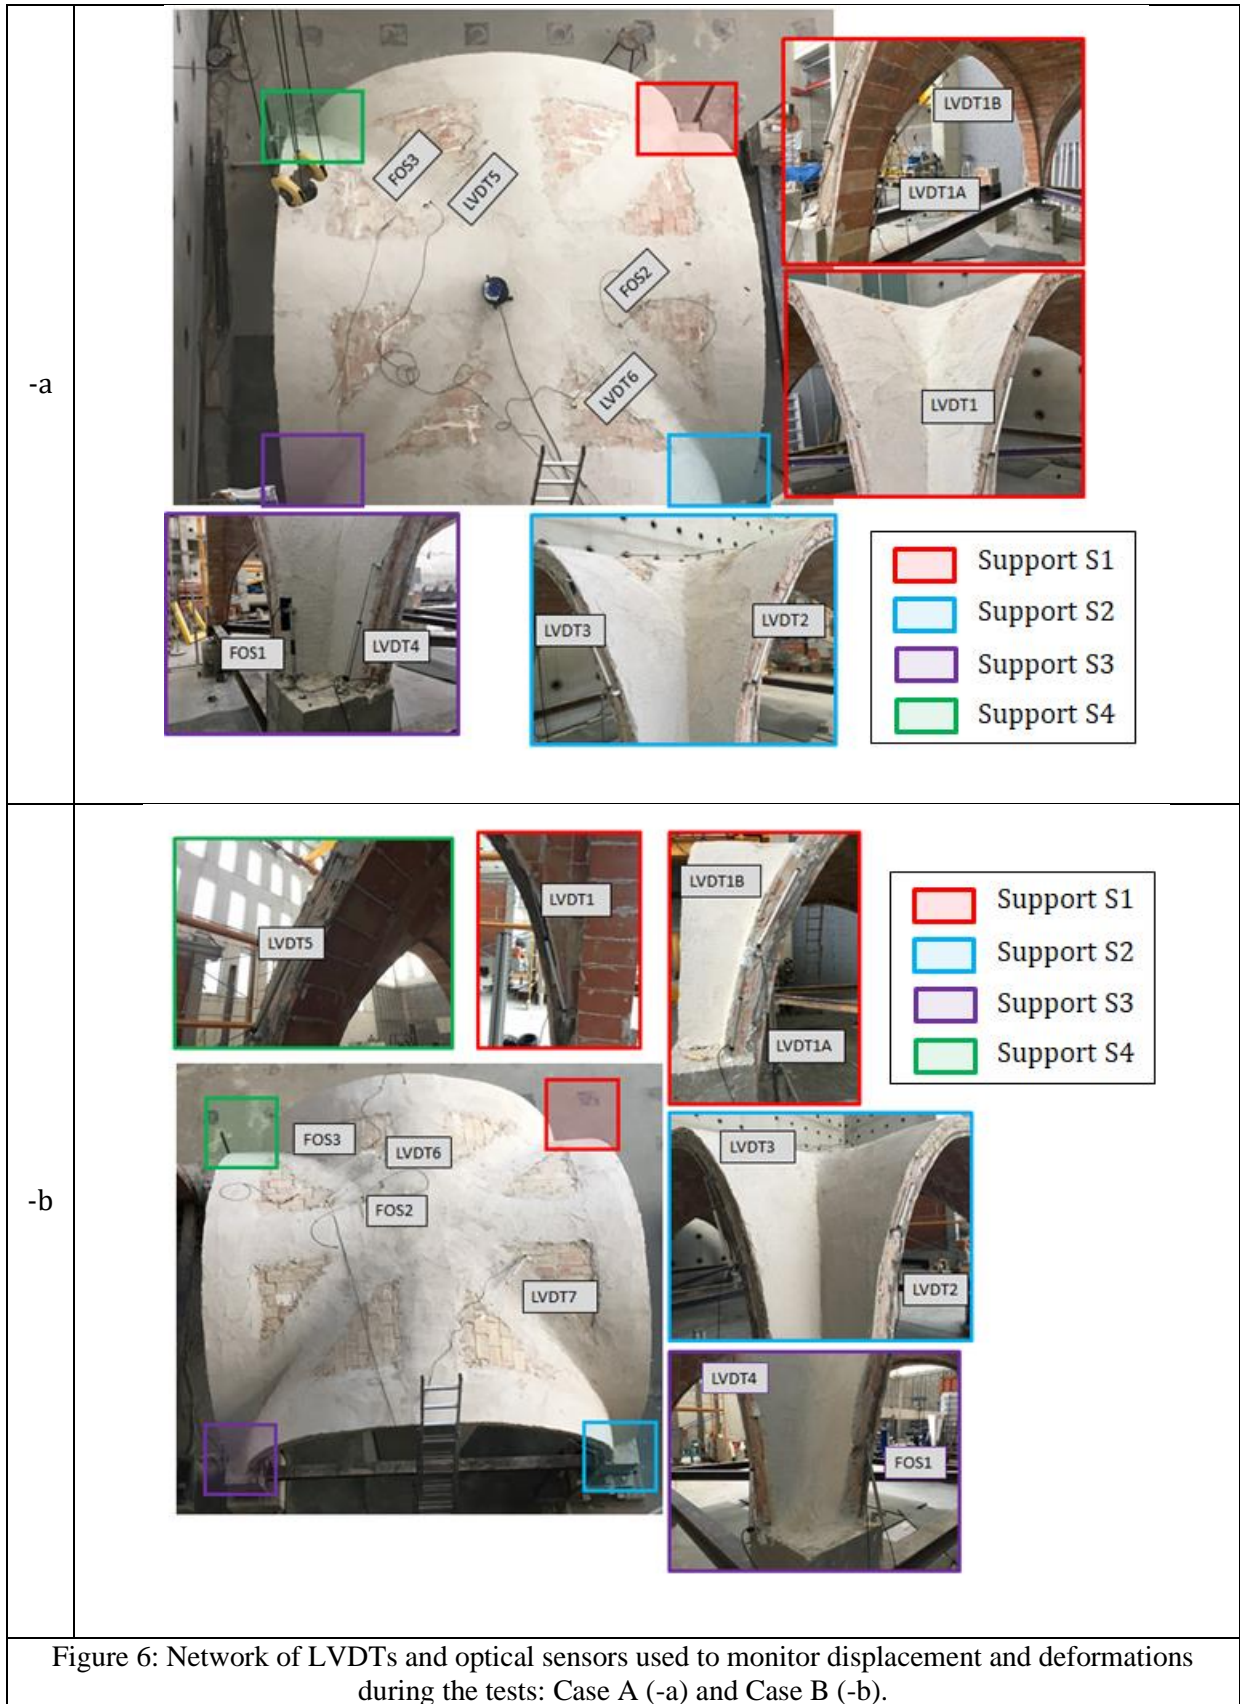 -a
FOS3
LVDT5
FOS2
LVDT6
LVDT1B
LVDT1A
LVDT1
FOS1
LVDT4
LVDT3
LVDT2
Support S1
Support S2
Support S3
Support S4
-b
LVDT5
LVDT1
LVDT1B
LVDT1A
Support S1
Support S2
Support S3
Support S4
FOS3
LVDT6
FOS2
LVDT7
LVDT3
LVDT2
LVDT4
FOS1
Figure 6: Network of LVDTs and optical sensors used to monitor displacement and deformations
during the tests: Case A (-a) and Case B (-b).